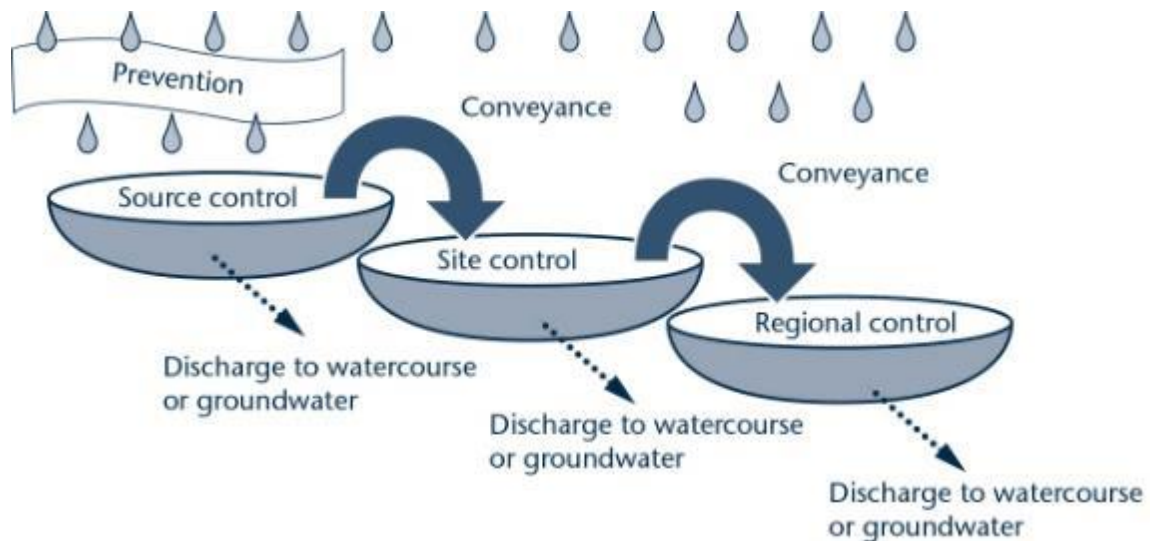 Prevention
Conveyance
Conveyance
Source control
Site control
Regional control
Discharge to watercourse
or groundwater
Discharge to watercourse
or groundwater
Discharge to watercourse
or groundwater